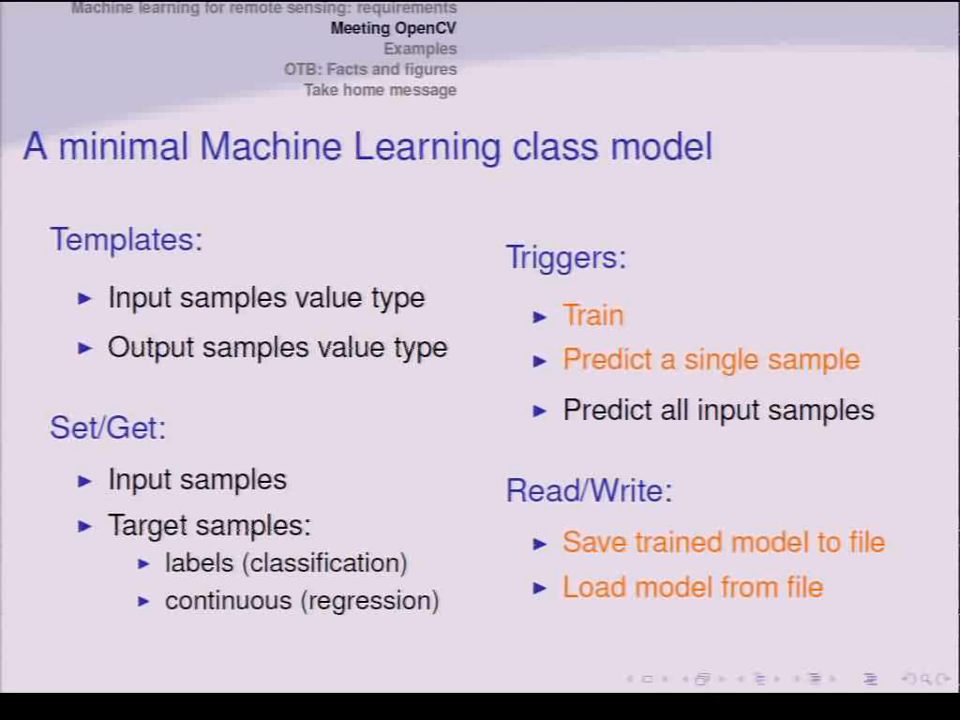 Machine learning for remote sensing: requirements
Meeting OpenCV
Examples
OTB: Facts and figures
Take home message
A minimal Machine Learning class model
Templates:
Input samples value type
Output samples value type
Set/Get:
Input samples
Target samples:
labels (classification)
continuous (regression)
Triggers:
Train
Predict a single sample
Predict all input samples
Read/Write:
Save trained model to file
Load model from file